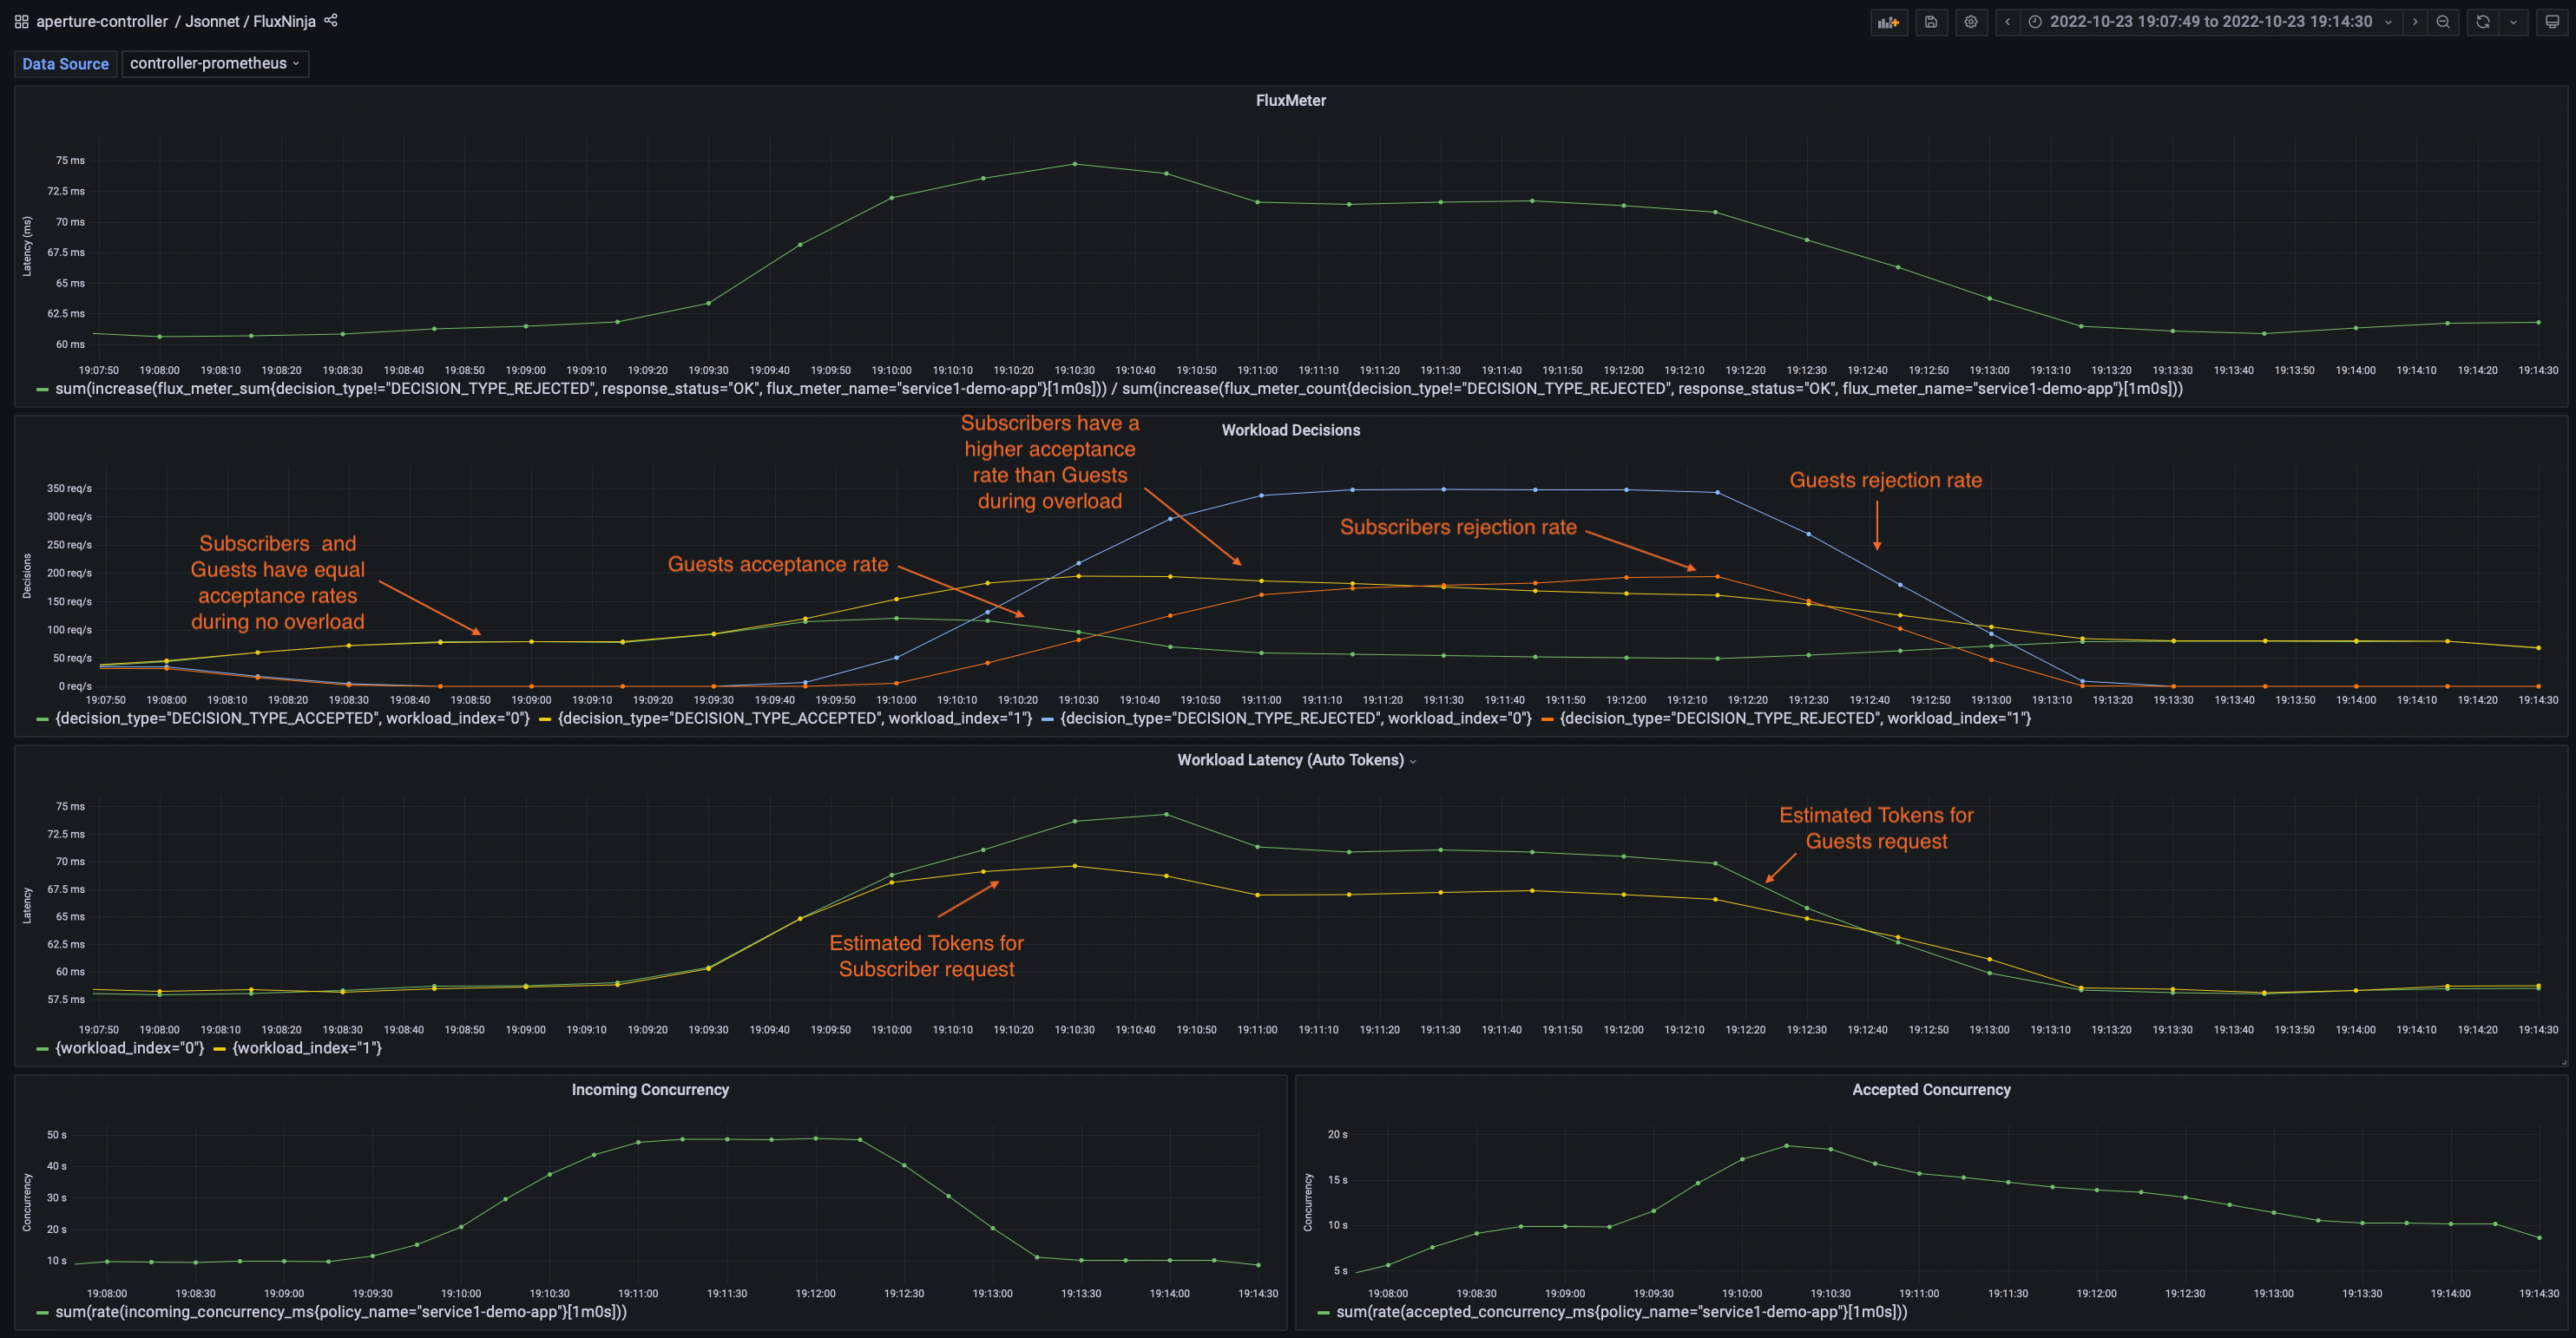 aperture-controller / Jsonnet / FluxNinja
2022-10-23 19:07:49 to 2022-10-23 19:14:30
Data Source
controller-prometheus
FluxMeter
Latency (ms)
75 ms
72.5 ms
70 ms
67.5 ms
65 ms
62.5 ms
60 ms
19:07:50 19:08:00 19:08:10 19:08:20 19:08:30 19:08:40 19:08:50 19:09:00 19:09:10 19:09:20 19:09:30 19:09:40 19:09:50 19:10:00 19:10:10 19:10:20 19:10:30 19:10:40 19:10:50 19:11:00 19:11:10 19:11:20 19:11:30 19:11:40 19:11:50 19:12:00 19:12:10 19:12:20 19:12:30 19:12:40 19:12:50 19:13:00 19:13:10 19:13:20 19:13:30 19:13:40 19:13:50 19:14:00 19:14:10 19:14:20 19:14:30
sum(increase(flux_meter_sum{decision_type!="DECISION_TYPE_REJECTED", response_status="OK", flux_meter_name="service1-demo-app"}[1m0s])) / sum(increase(flux_meter_count{decision_type!="DECISION_TYPE_REJECTED", response_status="OK", flux_meter_name="service1-demo-app"}[1m0s]))
Workload Decisions
Subscribers have a
higher acceptance
rate than Guests
during overload
Guests rejection rate
Subscribers rejection rate
Subscribers and
Guests have equal
acceptance rates
during no overload
Guests acceptance rate
Decisions
350 req/s
300 req/s
250 req/s
200 req/s
150 req/s
100 req/s
50 req/s
0 req/s
19:07:50 19:08:00 19:08:10 19:08:20 19:08:30 19:08:40 19:08:50 19:09:00 19:09:10 19:09:20 19:09:30 19:09:40 19:09:50 19:10:00 19:10:10 19:10:20 19:10:30 19:10:40 19:10:50 19:11:00 19:11:10 19:11:20 19:11:30 19:11:40 19:11:50 19:12:00 19:12:10 19:12:20 19:12:30 19:12:40 19:12:50 19:13:00 19:13:10 19:13:20 19:13:30 19:13:40 19:13:50 19:14:00 19:14:10 19:14:20 19:14:30
{decision_type="DECISION_TYPE_ACCEPTED", workload_index="0"} {decision_type="DECISION_TYPE_ACCEPTED", workload_index="1"} {decision_type="DECISION_TYPE_REJECTED", workload_index="0"} {decision_type="DECISION_TYPE_REJECTED", workload_index="1"}
Workload Latency (Auto Tokens)
Estimated Tokens for
Guests request
Estimated Tokens for
Subscriber request
Latency
75 ms
72.5 ms
70 ms
67.5 ms
65 ms
62.5 ms
60 ms
57.5 ms
19:07:50 19:08:00 19:08:10 19:08:20 19:08:30 19:08:40 19:08:50 19:09:00 19:09:10 19:09:20 19:09:30 19:09:40 19:09:50 19:10:00 19:10:10 19:10:20 19:10:30 19:10:40 19:10:50 19:11:00 19:11:10 19:11:20 19:11:30 19:11:40 19:11:50 19:12:00 19:12:10 19:12:20 19:12:30 19:12:40 19:12:50 19:13:00 19:13:10 19:13:20 19:13:30 19:13:40 19:13:50 19:14:00 19:14:10 19:14:20 19:14:30
{workload_index="0"} {workload_index="1"}
Incoming Concurrency
Concurrency
50 s
40 s
30 s
20 s
10 s
19:08:00 19:08:30 19:09:00 19:09:30 19:10:00 19:10:30 19:11:00 19:11:30 19:12:00 19:12:30 19:13:00 19:13:30 19:14:00 19:14:30
sum(rate(incoming_concurrency_ms{policy_name="service1-demo-app"}[1m0s]))
Accepted Concurrency
Concurrency
20 s
15 s
10 s
5 s
19:08:00 19:08:30 19:09:00 19:09:30 19:10:00 19:10:30 19:11:00 19:11:30 19:12:00 19:12:30 19:13:00 19:13:30 19:14:00 19:14:30
sum(rate(accepted_concurrency_ms{policy_name="service1-demo-app"}[1m0s]))